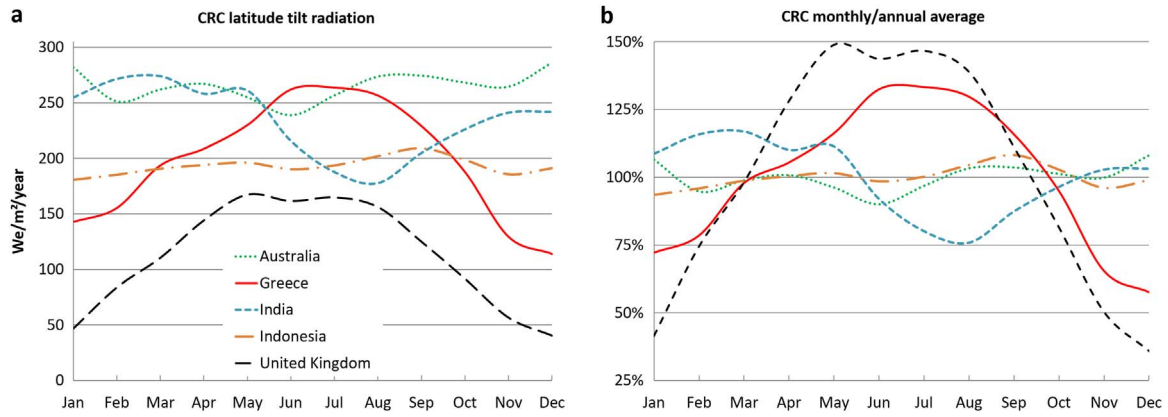 a
CRC latitude tilt radiation
300
250
200
150
100
50
0
We/m²/year
Australia
Greece
India
Indonesia
United Kingdom
Jan Feb Mar Apr May Jun Jul Aug Sep Oct Nov Dec
b
CRC monthly/annual average
150%
125%
100%
75%
50%
25%
Jan Feb Mar Apr May Jun Jul Aug Sep Oct Nov Dec